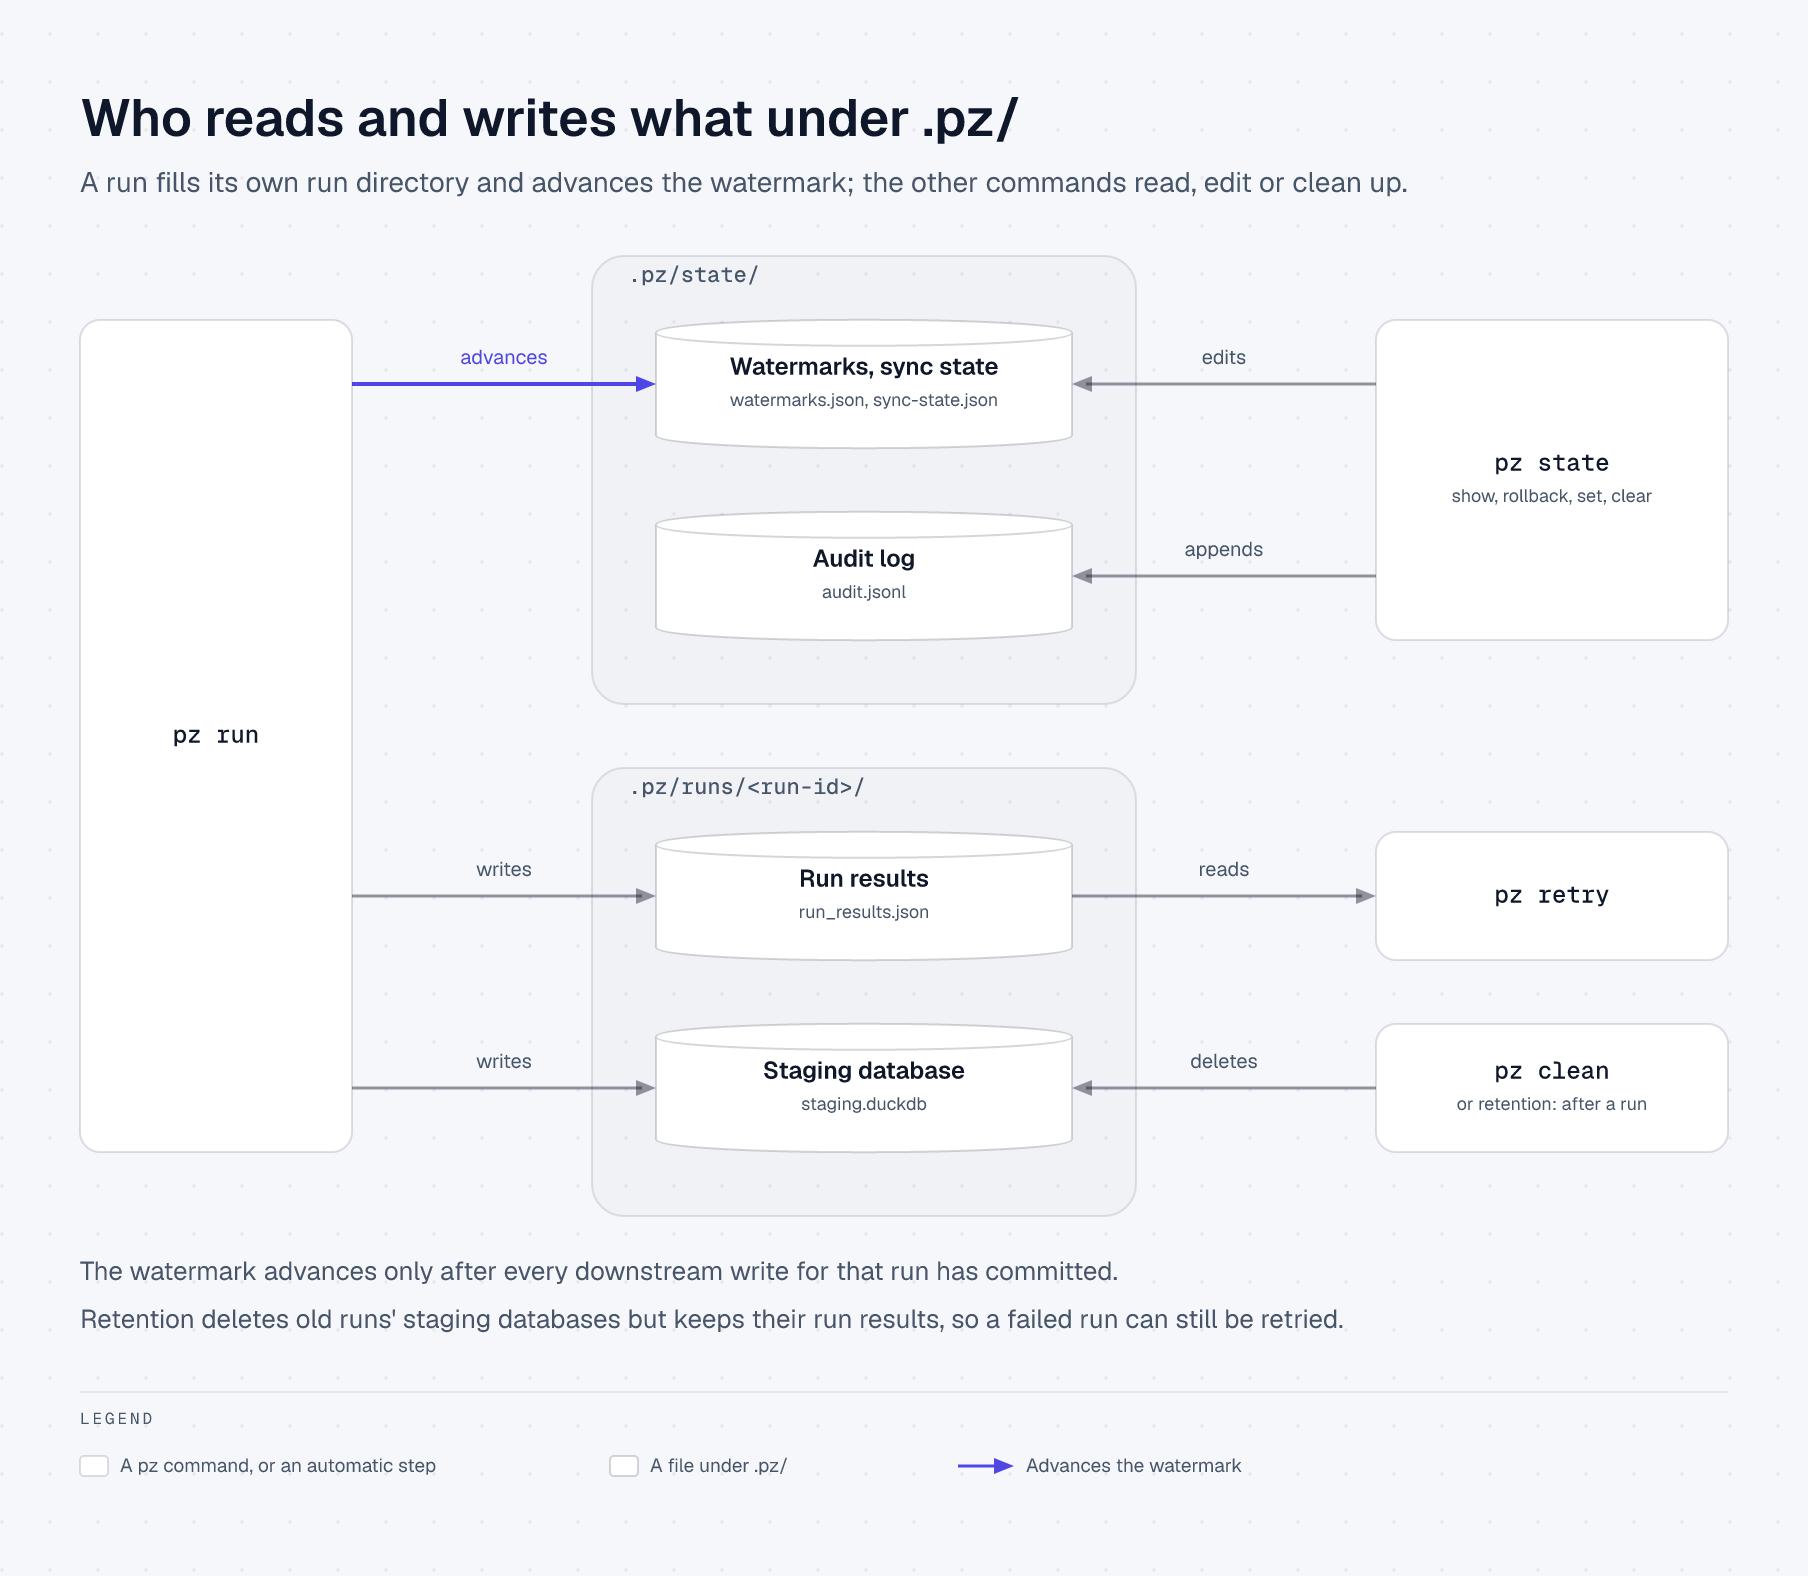 Who reads and writes what under .pz/
A run fills its own run directory and advances the watermark; the other commands read, edit or clean up.
.pz/state/
advances
Watermarks, sync state
watermarks.json, sync-state.json
edits
pz state
show, rollback, set, clear
Audit log
audit.jsonl
appends
pz run
.pz/runs/<run-id>/
writes
Run results
run_results.json
reads
pz retry
writes
Staging database
staging.duckdb
deletes
pz clean
or retention: after a run
The watermark advances only after every downstream write for that run has committed.
Retention deletes old runs' staging databases but keeps their run results, so a failed run can still be retried.
LEGEND
A pz command, or an automatic step
A file under .pz/
Advances the watermark